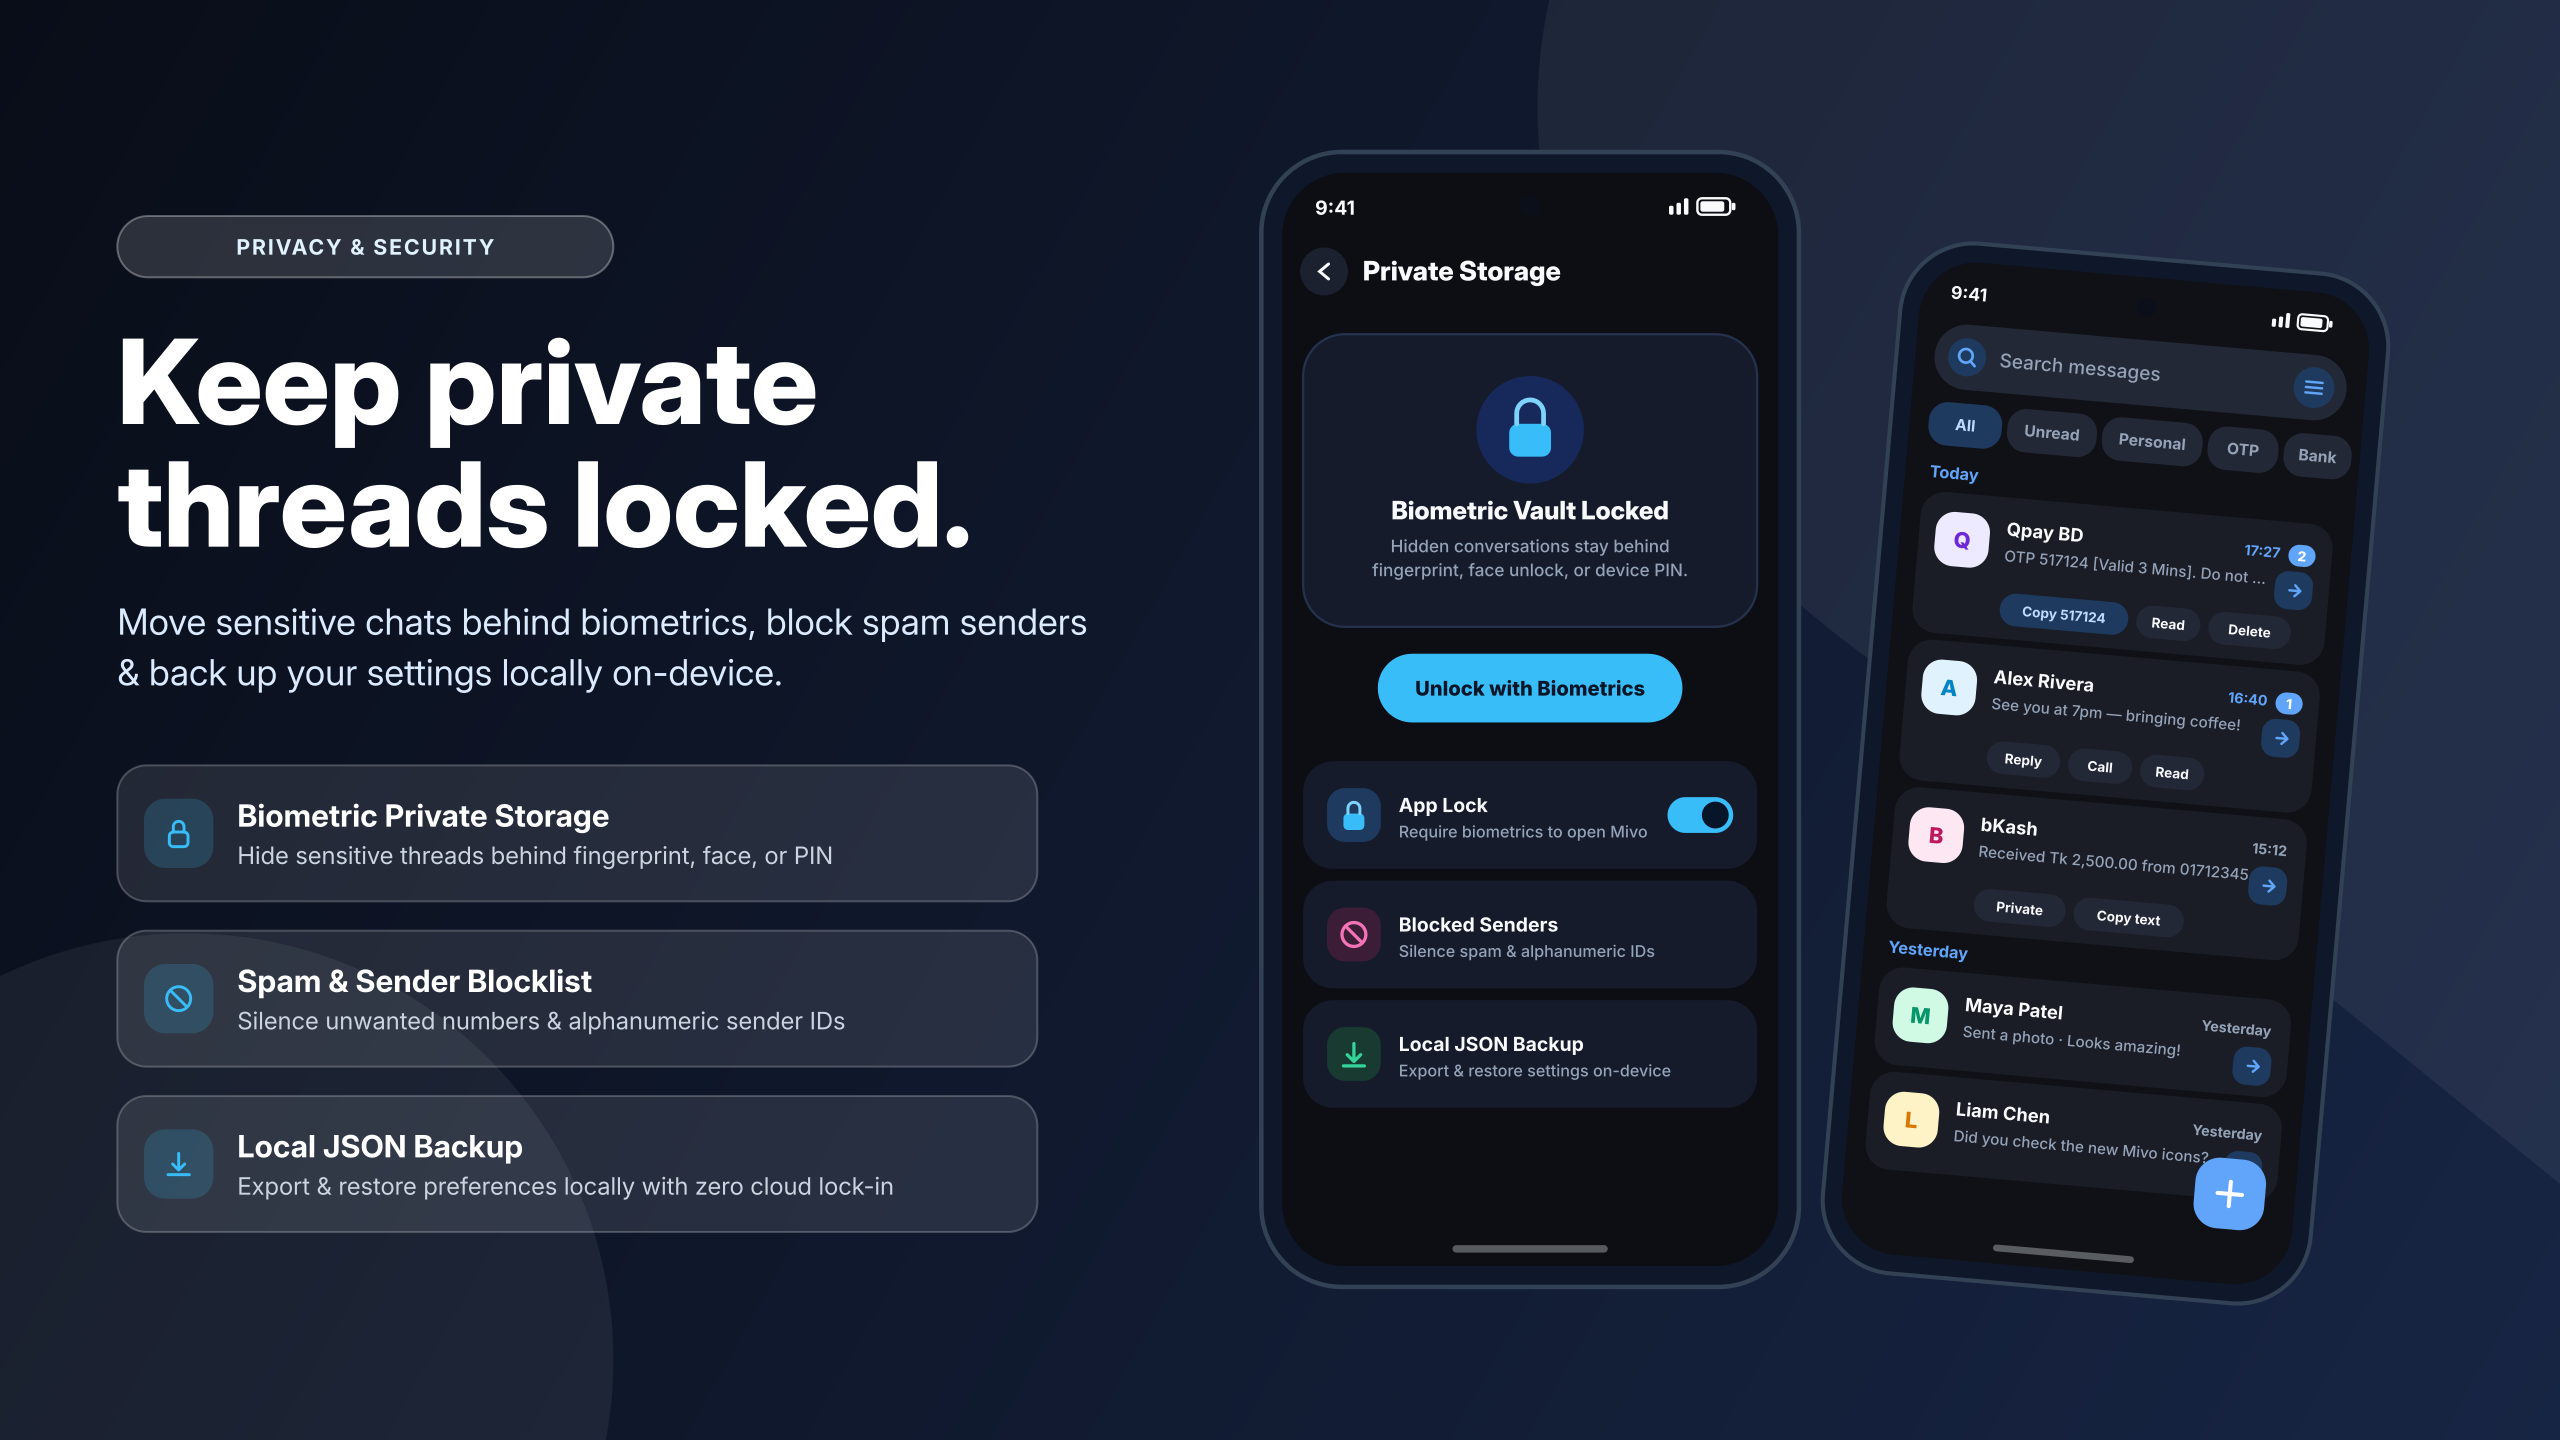 PRIVACY & SECURITY
Keep private
threads locked.
Move sensitive chats behind biometrics, block spam senders
& back up your settings locally on-device.
Biometric Private Storage
Hide sensitive threads behind fingerprint, face, or PIN
Spam & Sender Blocklist
Silence unwanted numbers & alphanumeric sender IDs
Local JSON Backup
Export & restore preferences locally with zero cloud lock-in
9:41
Private Storage
Biometric Vault Locked
Hidden conversations stay behind
fingerprint, face unlock, or device PIN.
Unlock with Biometrics
App Lock
Require biometrics to open Mivo
Blocked Senders
Silence spam & alphanumeric IDs
Local JSON Backup
Export & restore settings on-device
9:41
Search messages
All Unread Personal OTP Bank
Today
Q Qpay BD 17:27 2
OTP 517124 [Valid 3 Mins]. Do not ...
Copy 517124 Read Delete
A Alex Rivera 16:40 1
See you at 7pm — bringing coffee!
Reply Call Read
B bKash 15:12
Received Tk 2,500.00 from 01712345
Private Copy text
Yesterday
M Maya Patel Yesterday
Sent a photo · Looks amazing!
L Liam Chen Yesterday
Did you check the new Mivo icons?